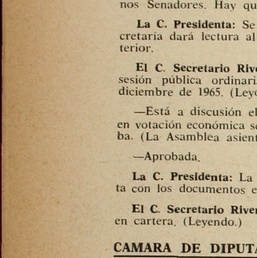 nos Senadores. Hay qu
La C. Presidenta: Se
cretaría dará lectura al
terior.
El C. Secretario Rive
sesión pública ordinari
diciembre de 1965. (Leyo
—Está a discusión el
en votación económica s
ba. (La Asamblea asient
—Aprobada.
La C. Presidenta: La
ta con los documentos e
El C. Secretario River
en cartera. (Leyendo.)
CAMARA DE DIPUTA